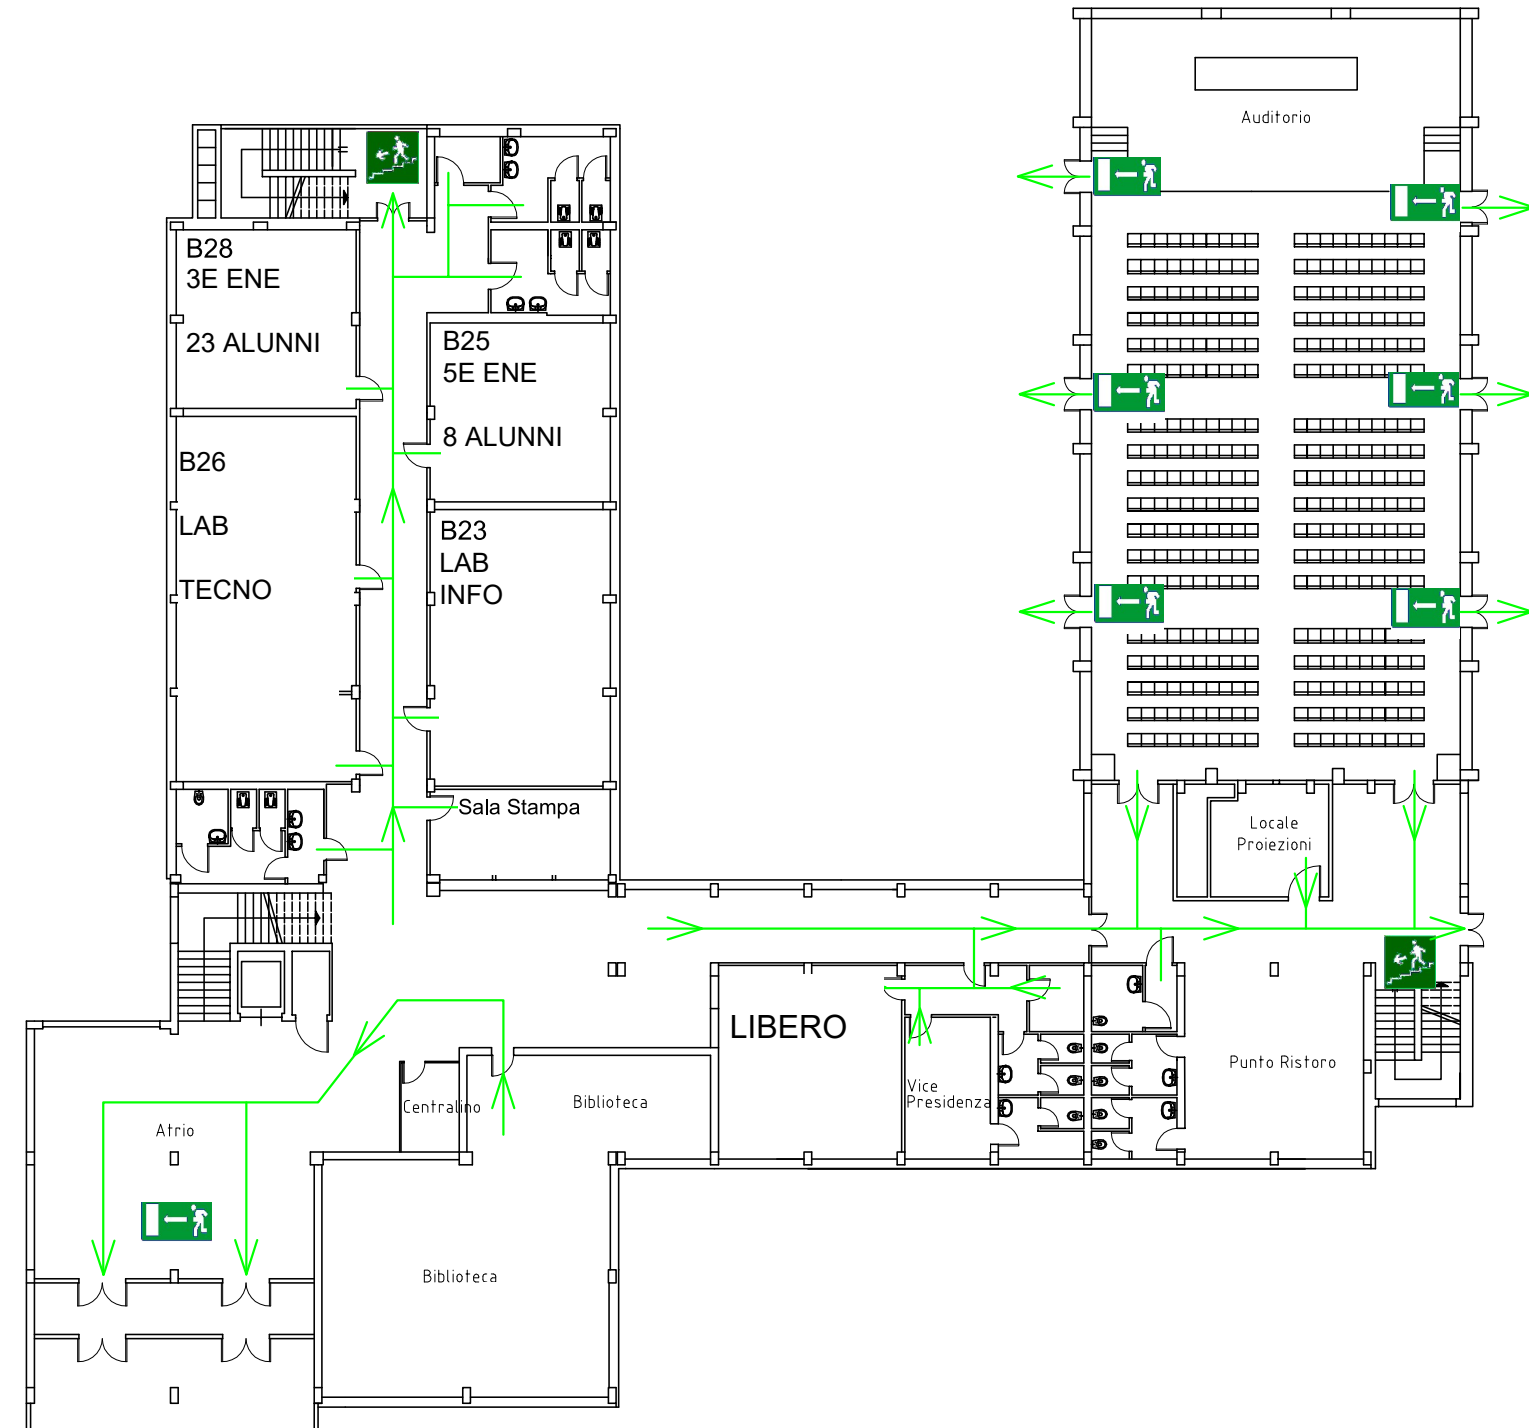 Auditorio
B28
3E ENE
23 ALUNNI
B25
5E ENE
8 ALUNNI
B26
LAB
TECNO
B23
LAB
INFO
Sala Stampa
Locale
Proiezioni
LIBERO
Vice
Presidenza
Punto Ristoro
Centralino
Biblioteca
Atrio
Biblioteca